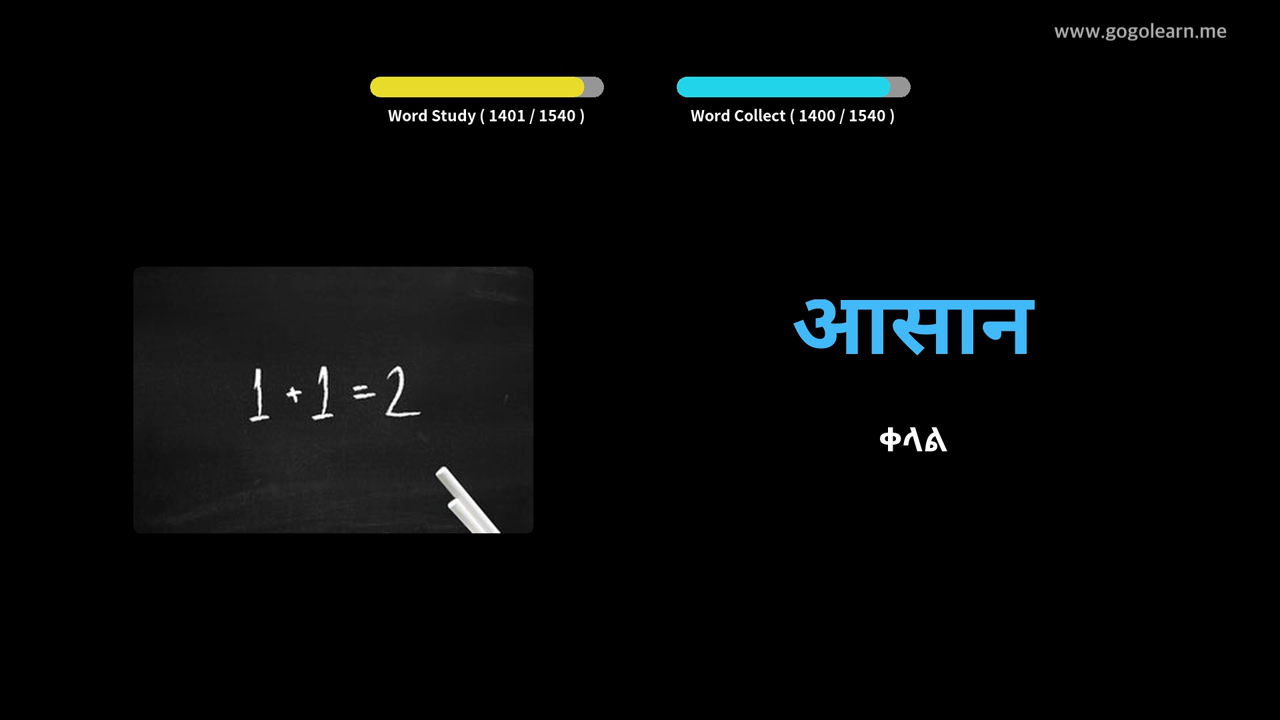 www.gogolearn.me
Word Study ( 1401 / 1540 )
Word Collect ( 1400 / 1540 )
1 + 1 = 2
आसान
ቀላል